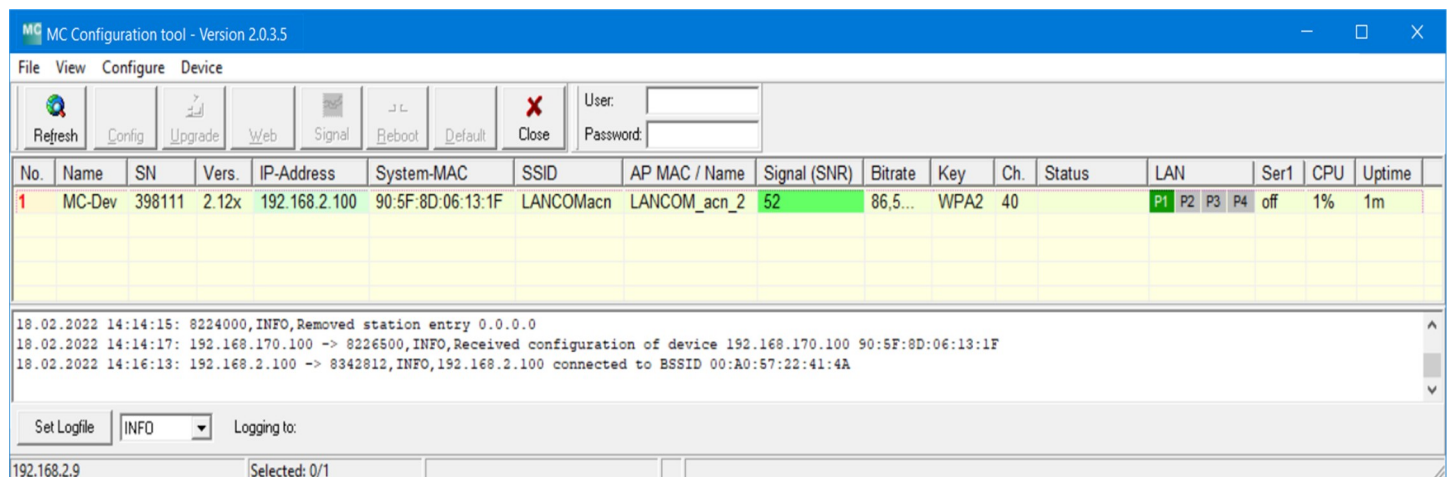 MC MC Configuration tool - Version 2.0.3.5
File View Configure Device
Refresh Config Upgrade Web Signal Reboot Default Close
User:
Password:
No. Name SN Vers. IP-Address System-MAC SSID AP MAC / Name Signal (SNR) Bitrate Key Ch. Status LAN Ser1 CPU Uptime
1 MC-Dev 398111 2.12x 192.168.2.100 90:5F:8D:06:13:1F LANCOMacn LANCOM_acn_2 52 86,5... WPA2 40 P1 P2 P3 P4 off 1% 1m
18.02.2022 14:14:15: 8224000,INFO,Removed station entry 0.0.0.0
18.02.2022 14:14:17: 192.168.170.100 -> 8226500,INFO,Received configuration of device 192.168.170.100 90:5F:8D:06:13:1F
18.02.2022 14:16:13: 192.168.2.100 -> 8342812,INFO,192.168.2.100 connected to BSSID 00:A0:57:22:41:4A
Set Logfile INFO Logging to:
192.168.2.9 Selected: 0/1